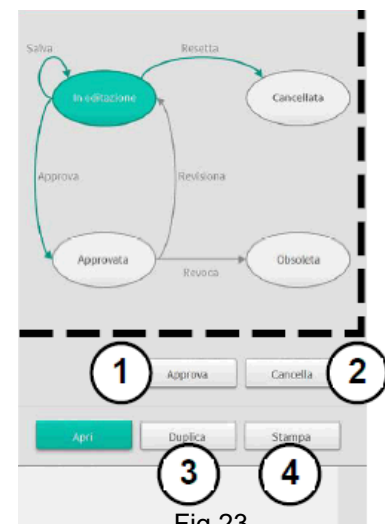 Salva
Resetta
In editazione
Cancellata
Approva
Revisiona
Approvata
Obsoleta
Revoca
1 Approva Cancella 2
Apri Duplica Stampa
3 4
Fig.23